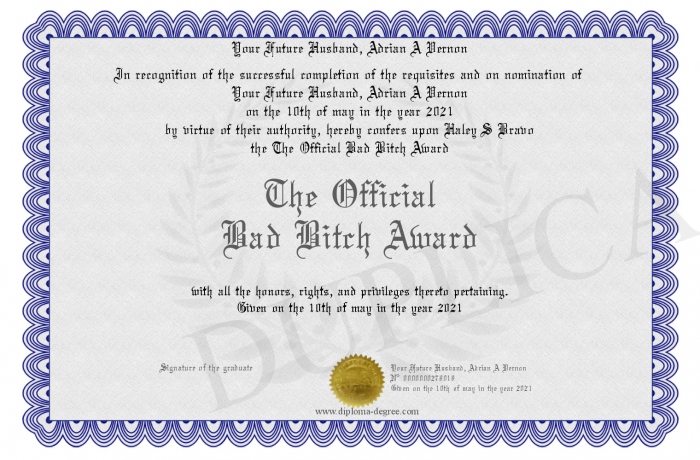 Your Future Husband, Adrian A Vernon
In recognition of the successful completion of the requisites and on nomination of
Your Future Husband, Adrian A Vernon
on the 10th of may in the year 2021
by virtue of their authority, hereby confers upon Haley S Bravo
the The Official Bad Bitch Award
The Official
Bad Bitch Award
with all the honors, rights, and privileges thereto pertaining.
Given on the 10th of may in the year 2021
DUPLICA
Signature of the graduate
Your Future Husband, Adrian A Vernon
Given on the 10th of may in the year 2021
www.diploma-degree.com